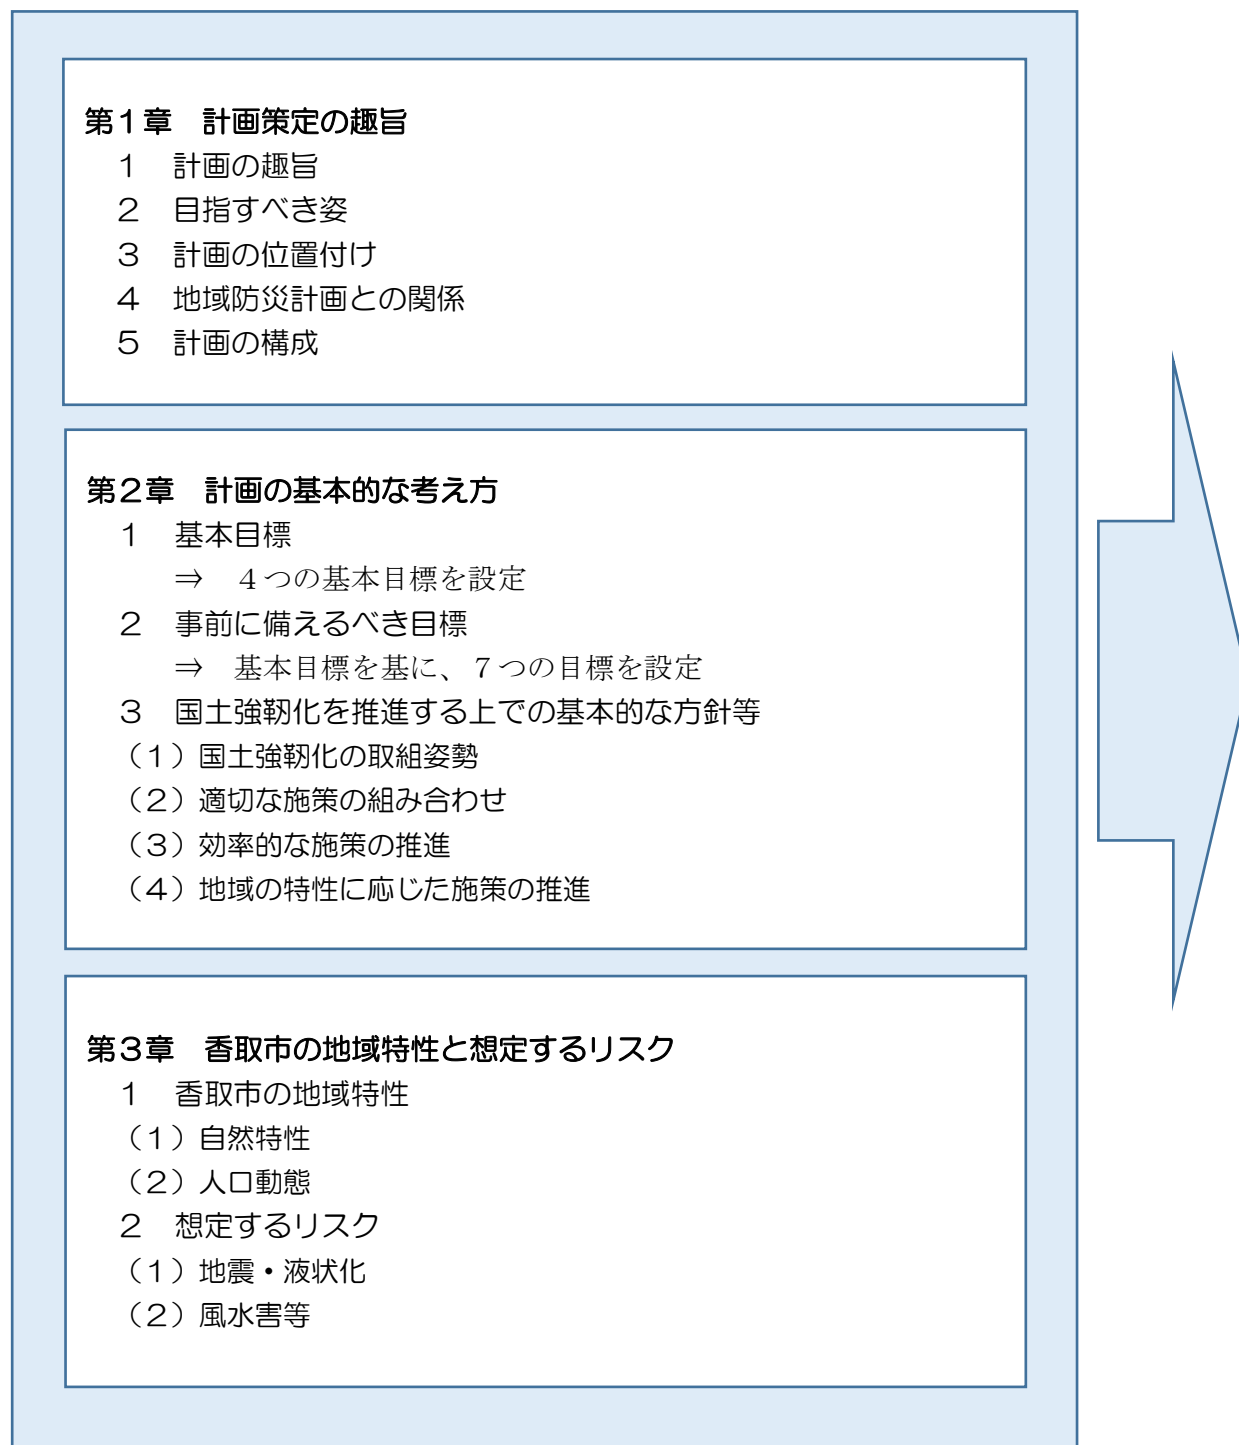 第1章　計画策定の趣旨
1　計画の趣旨
2　目指すべき姿
3　計画の位置付け
4　地域防災計画との関係
5　計画の構成
第2章　計画の基本的な考え方
1　基本目標
⇒　４つの基本目標を設定
2　事前に備えるべき目標
⇒　基本目標を基に、７つの目標を設定
3　国土強靭化を推進する上での基本的な方針等
（1）国土強靭化の取組姿勢
（2）適切な施策の組み合わせ
（3）効率的な施策の推進
（4）地域の特性に応じた施策の推進
第3章　香取市の地域特性と想定するリスク
1　香取市の地域特性
（1）自然特性
（2）人口動態
2　想定するリスク
（1）地震・液状化
（2）風水害等